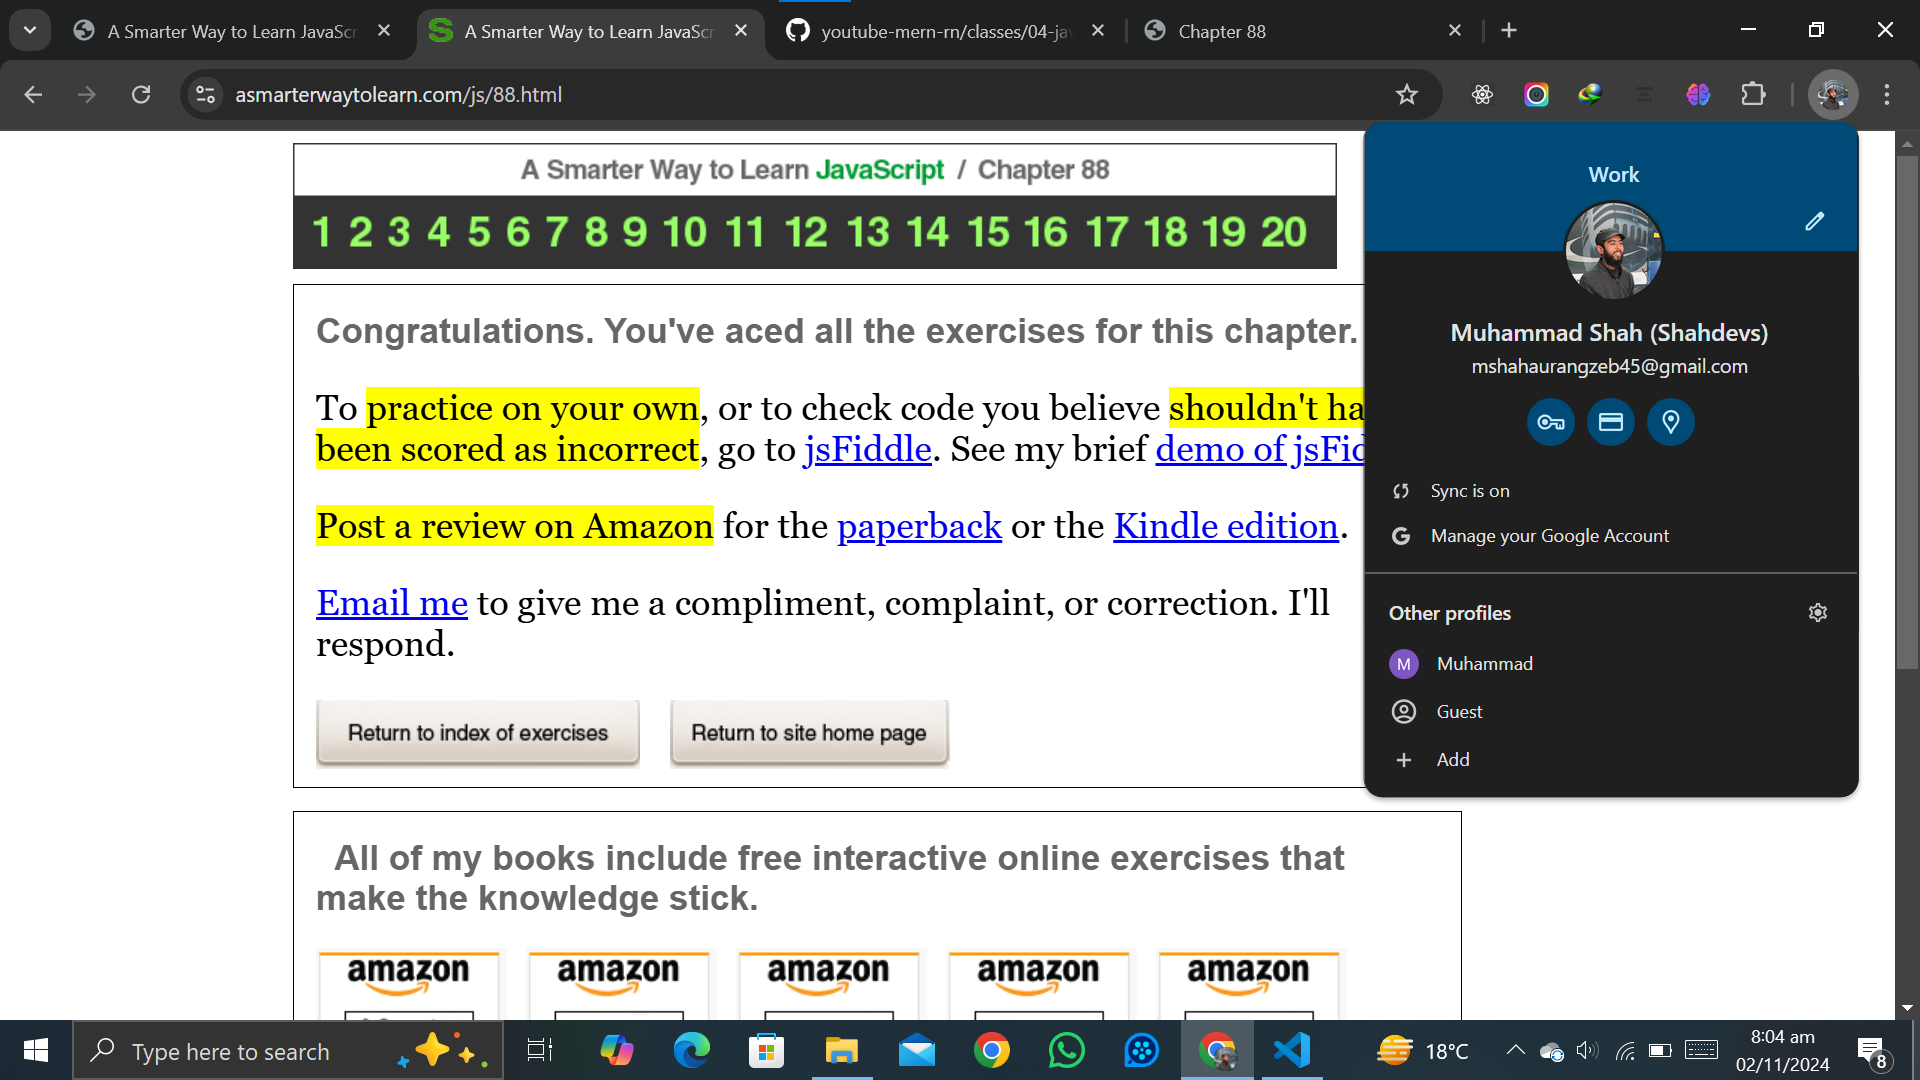 A Smarter Way to Learn JavaScr
A Smarter Way to Learn JavaScr
youtube-mern-rn/classes/04-jav
Chapter 88
asmarterwaytolearn.com/js/88.html
A Smarter Way to Learn JavaScript / Chapter 88
1 2 3 4 5 6 7 8 9 10 11 12 13 14 15 16 17 18 19 20
Congratulations. You've aced all the exercises for this chapter.
To practice on your own, or to check code you believe shouldn't ha
been scored as incorrect, go to jsFiddle. See my brief demo of jsFid
Post a review on Amazon for the paperback or the Kindle edition.
Email me to give me a compliment, complaint, or correction. I'll
respond.
Return to index of exercises
Return to site home page
All of my books include free interactive online exercises that
make the knowledge stick.
amazon amazon amazon amazon amazon
Work
Muhammad Shah (Shahdevs)
mshahaurangzeb45@gmail.com
Sync is on
Manage your Google Account
Other profiles
M Muhammad
Guest
Add
Type here to search
18°C
8:04 am
02/11/2024
8